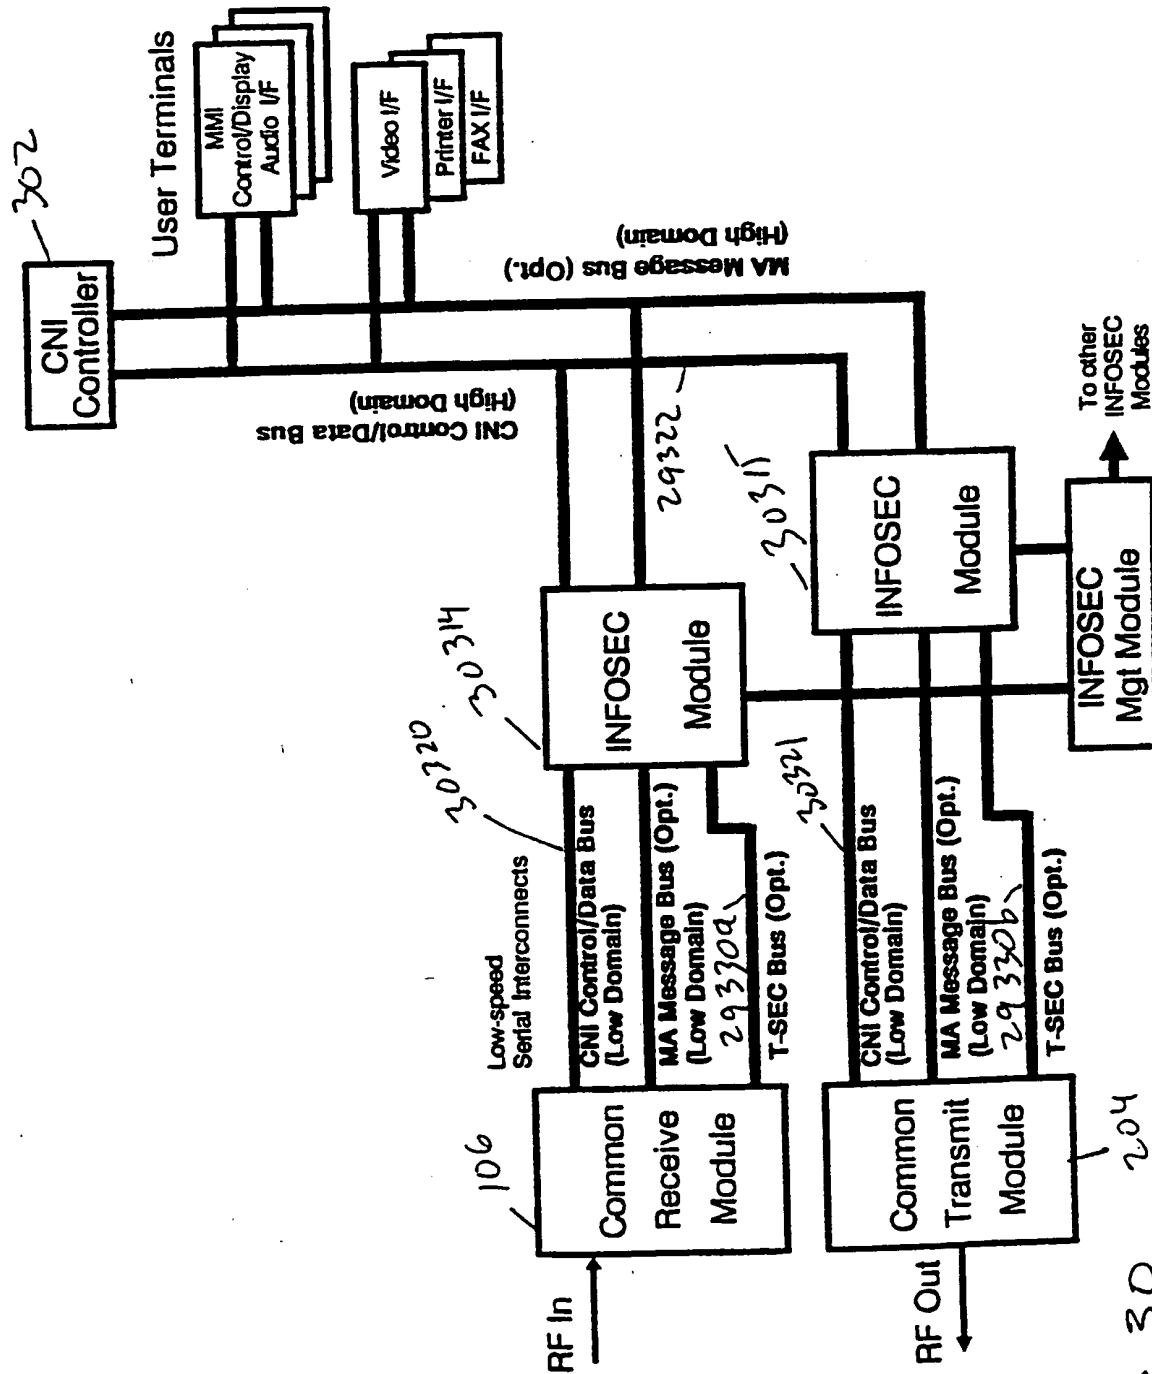 302
CNI
Controller
User Terminals
MMI
Control/Display
Audio I/F
Video I/F
Printer I/F
FAX I/F
CNI Control/Data Bus
(High Domain)
MA Message Bus (Opt.)
(High Domain)
29322
30314
INFOSEC
Module
30315
INFOSEC
Module
INFOSEC
Mgt Module
To other
INFOSEC
Modules
30320
Low-speed
Serial Interconnects
CNI Control/Data Bus
(Low Domain)
MA Message Bus (Opt.)
(Low Domain)
29330a
T-SEC Bus (Opt.)
30321
CNI Control/Data Bus
(Low Domain)
MA Message Bus (Opt.)
(Low Domain)
29330b
T-SEC Bus (Opt.)
106
Common
Receive
Module
RF In
Common
Transmit
Module
204
RF Out
30